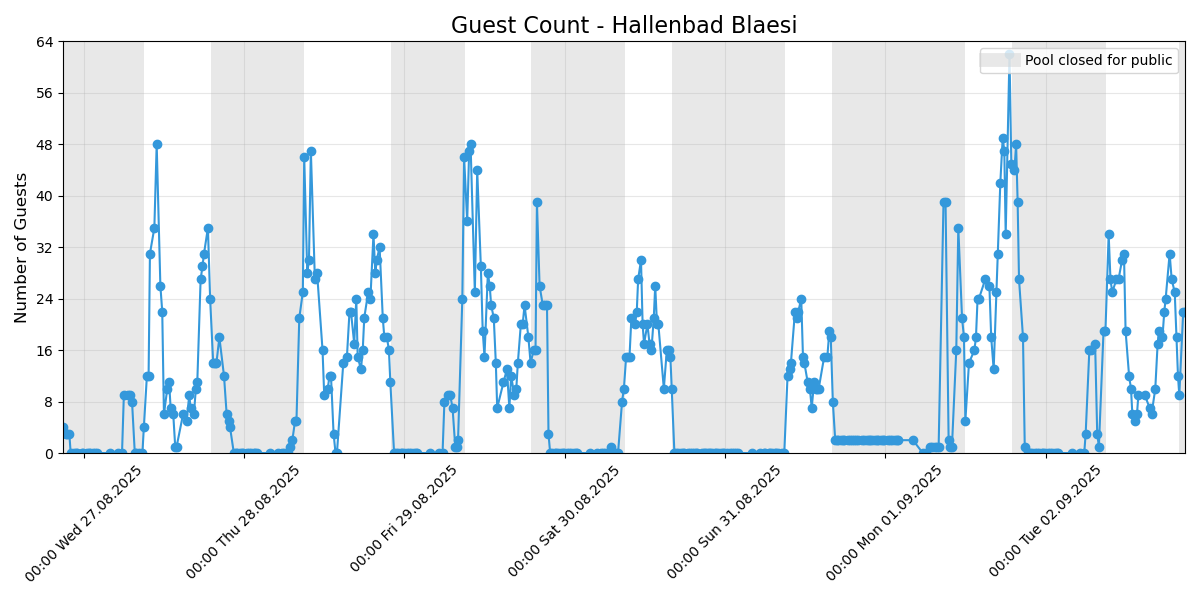 Guest Count - Hallenbad Blaesi
Pool closed for public
Number of Guests
64
56
48
40
32
24
16
8
0
00:00 Wed 27.08.2025
00:00 Thu 28.08.2025
00:00 Fri 29.08.2025
00:00 Sat 30.08.2025
00:00 Sun 31.08.2025
00:00 Mon 01.09.2025
00:00 Tue 02.09.2025